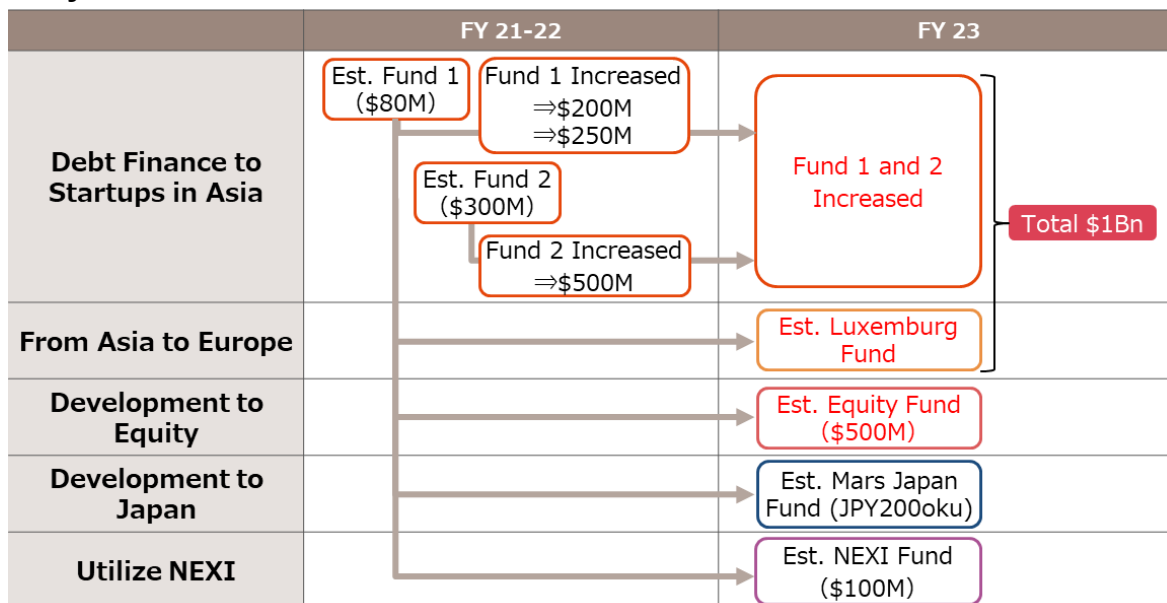 FY 21-22
FY 23
Debt Finance to
Startups in Asia
Est. Fund 1
($80M)
Fund 1 Increased
⇒$200M
⇒$250M
Est. Fund 2
($300M)
Fund 2 Increased
⇒$500M
Fund 1 and 2
Increased
Total $1Bn
From Asia to Europe
Est. Luxemburg
Fund
Development to
Equity
Est. Equity Fund
($500M)
Development to
Japan
Est. Mars Japan
Fund (JPY200oku)
Utilize NEXI
Est. NEXI Fund
($100M)